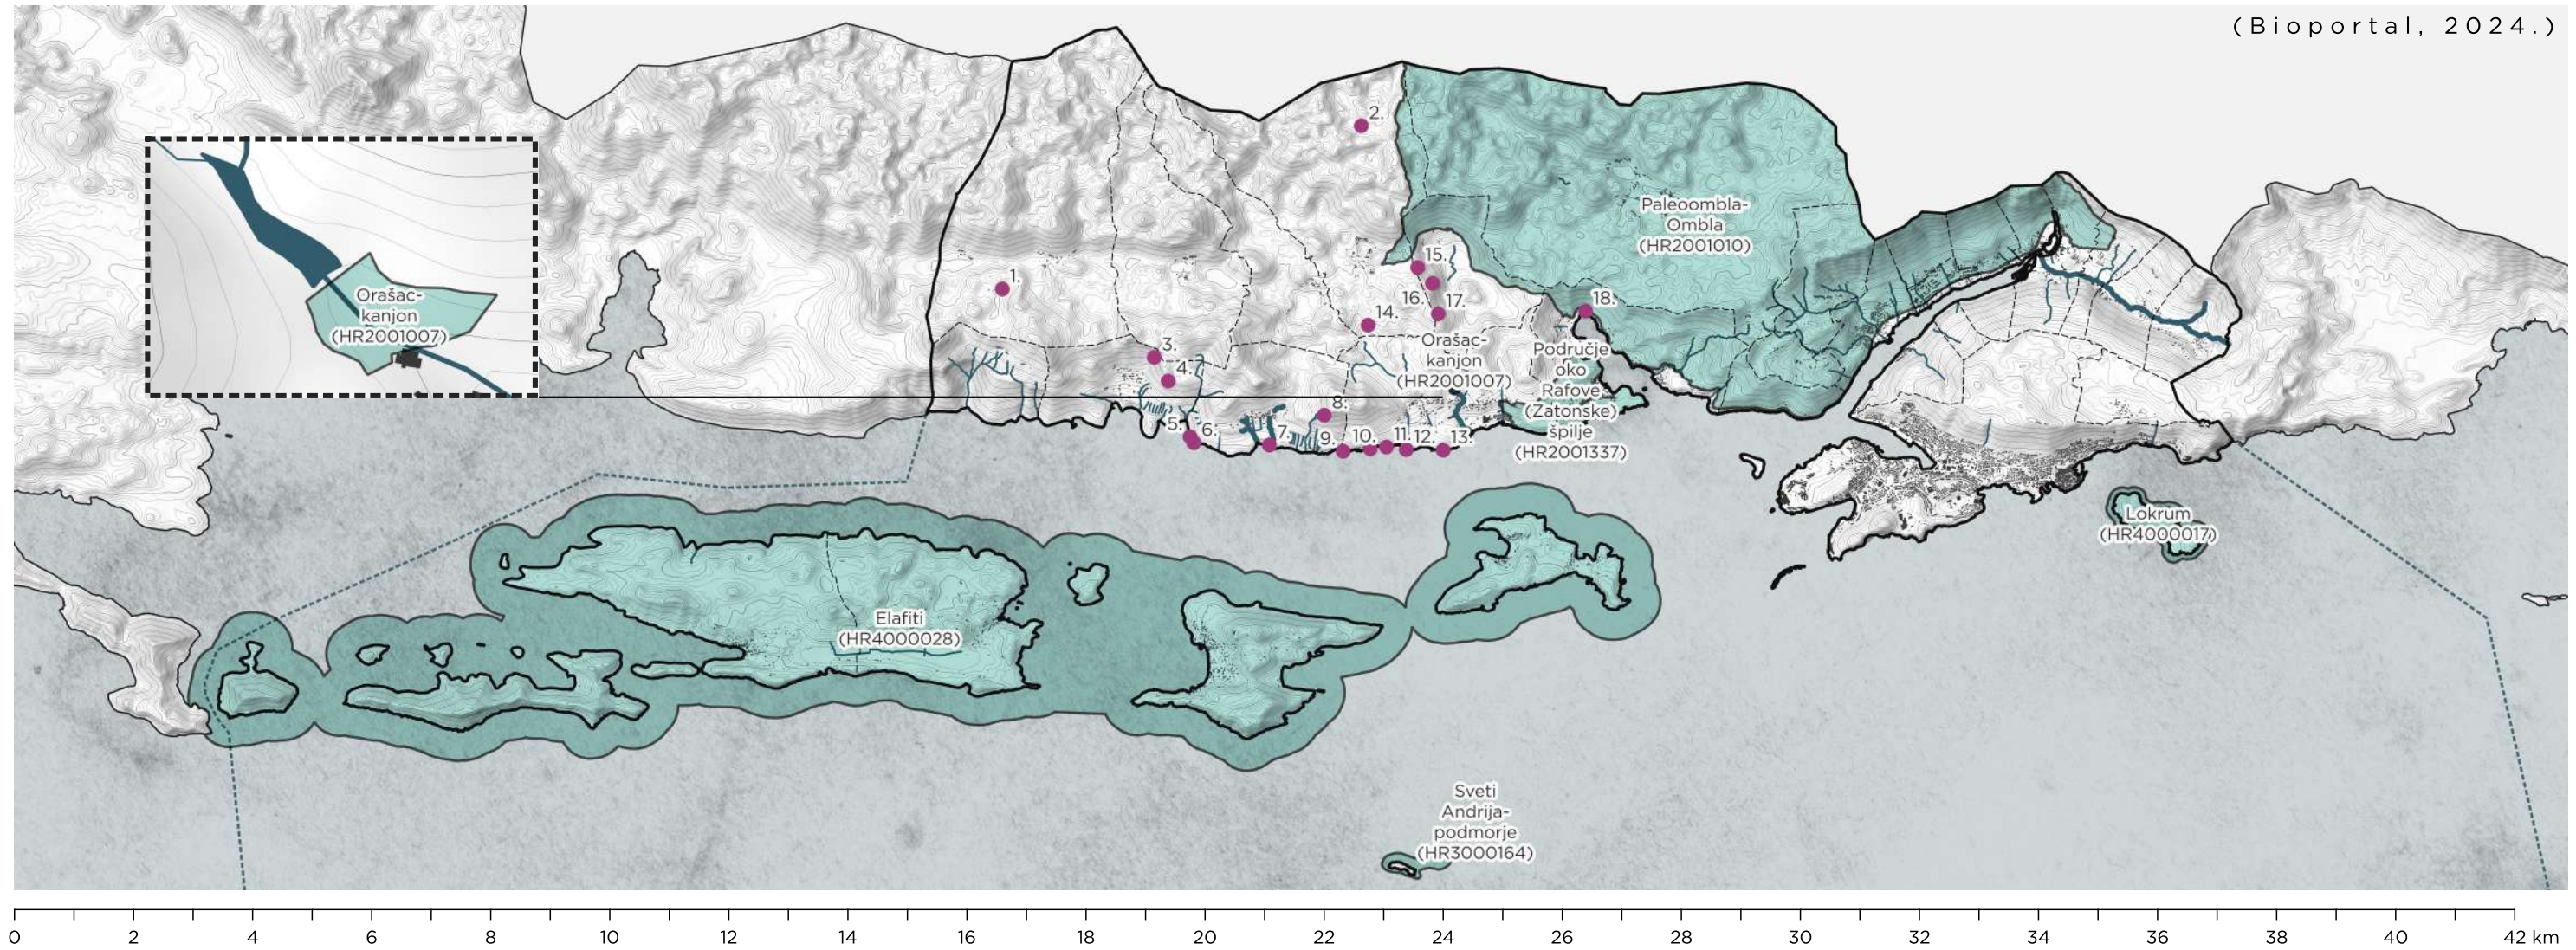 (Bioportal, 2024.)
2.
Paleoombla-
Ombla
(HR2001010)
1.
15.
16.
17.
18.
14.
3.
4.
Orašac-
kanjon
(HR2001007)
Orašac-
kanjon
(HR2001007)
Područje
oko
Rafove
(Zatonske)
špilje
(HR2001337)
5.
6.
7.
8.
9.
10.
11.
12.
13.
Lokrum
(HR4000017)
Elafiti
(HR4000028)
Sveti
Andrija-
podmorje
(HR3000164)
0 2 4 6 8 10 12 14 16 18 20 22 24 26 28 30 32 34 36 38 40 42 km